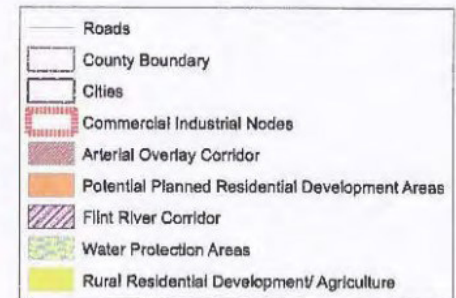 Roads
County Boundary
Cities
Commercial Industrial Nodes
Arterial Overlay Corridor
Potential Planned Residential Development Areas
Flint River Corridor
Water Protection Areas
Rural Residential Development/ Agriculture